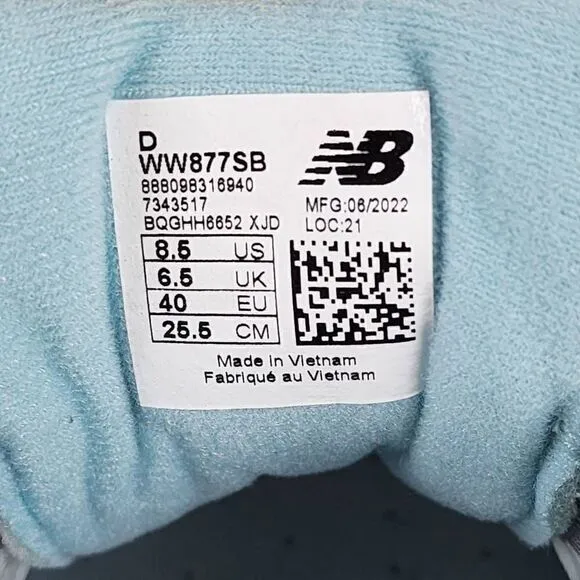 D
WW877SB
888098316940
7343517
BQGHH6652 XJD
8.5 US
6.5 UK
40 EU
25.5 CM
NB
MFG:06/2022
LOC:21
Made in Vietnam
Fabriqué au Vietnam